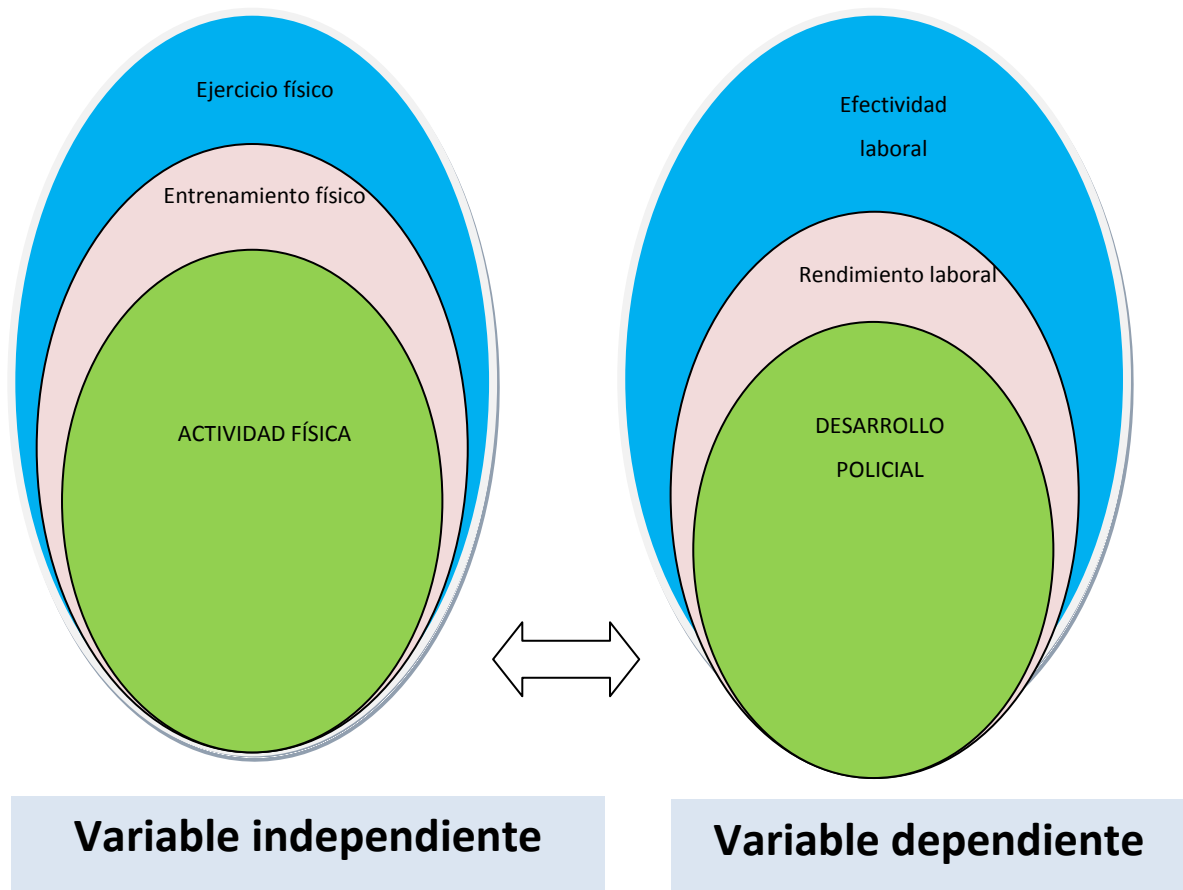 Ejercicio físico
Entrenamiento físico
ACTIVIDAD FÍSICA
Variable independiente
Efectividad
laboral
Rendimiento laboral
DESARROLLO
POLICIAL
Variable dependiente